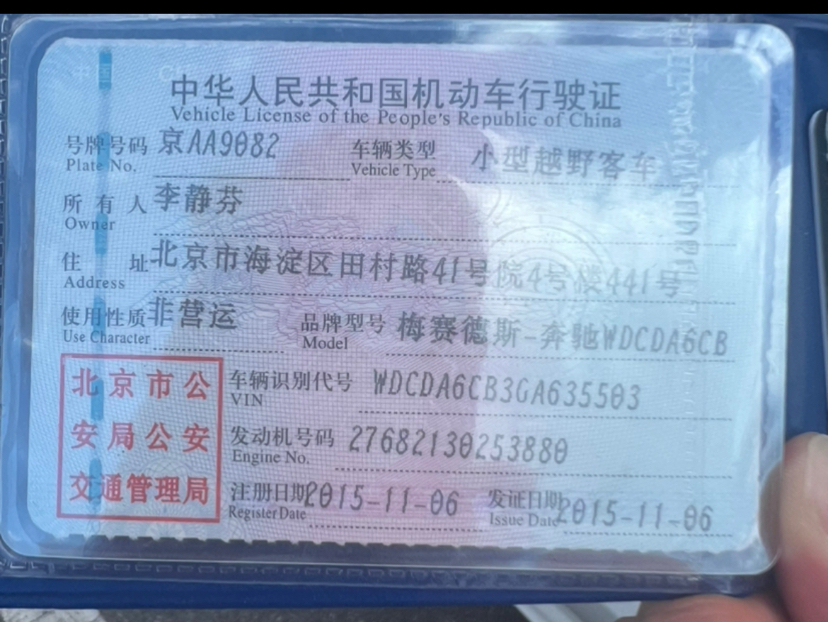 中华人民共和国机动车行驶证
Vehicle License of the People's Republic of China
号牌号码 京AA9082 车辆类型 小型越野客车
Plate No. Vehicle Type
所有人 李静芬
Owner
住址 北京市海淀区田村路41号院4号楼441号
Address
使用性质 非营运 品牌型号 梅赛德斯-奔驰WDCDA6CB
Use Character Model
北京市公
安局公安
交通管理局
车辆识别代号 WDCDA6CB3GA635503
VIN
发动机号码 27682130253880
Engine No.
注册日期 2015-11-06 发证日期 2015-11-06
Register Date Issue Date